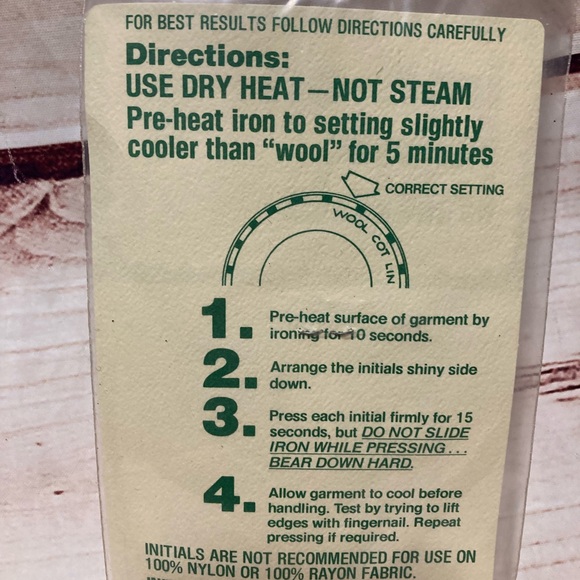 FOR BEST RESULTS FOLLOW DIRECTIONS CAREFULLY
Directions:
USE DRY HEAT—NOT STEAM
Pre-heat iron to setting slightly
cooler than “wool” for 5 minutes
CORRECT SETTING
WOOL COT LIN
1. Pre-heat surface of garment by
ironing for 10 seconds.
2. Arrange the initials shiny side
down.
3. Press each initial firmly for 15
seconds, but DO NOT SLIDE
IRON WHILE PRESSING...
BEAR DOWN HARD.
4. Allow garment to cool before
handling. Test by trying to lift
edges with fingernail. Repeat
pressing if required.
INITIALS ARE NOT RECOMMENDED FOR USE ON
100% NYLON OR 100% RAYON FABRIC.